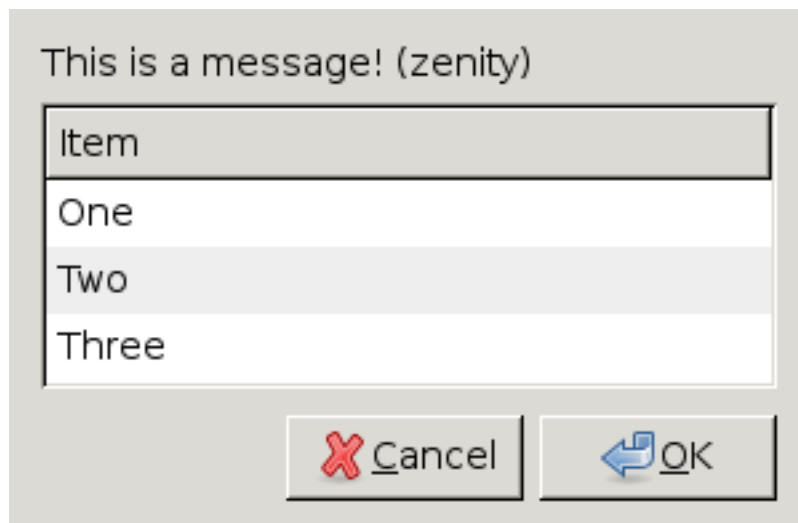 This is a message! (zenity)
Item
One
Two
Three
Cancel OK